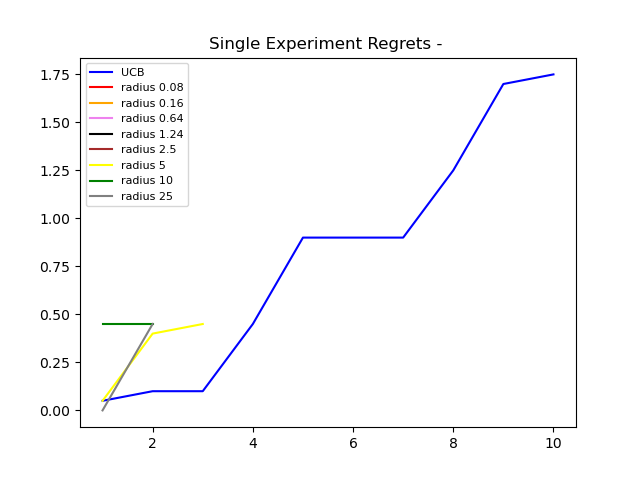 Single Experiment Regrets -
1.75
1.50
1.25
1.00
0.75
0.50
0.25
0.00
UCB
radius 0.08
radius 0.16
radius 0.64
radius 1.24
radius 2.5
radius 5
radius 10
radius 25
2 4 6 8 10